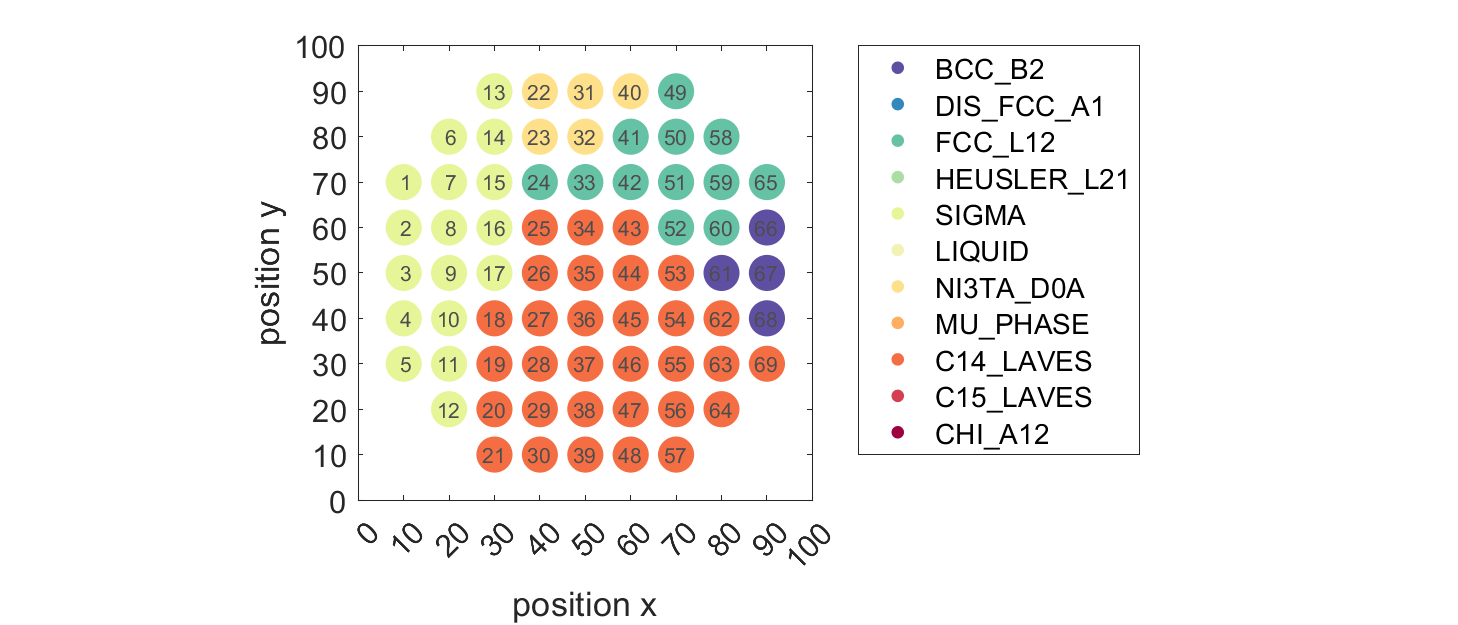 100
90
80
70
60
50
40
30
20
10
0
position y
13 22 31 40 49
6 14 23 32 41 50 58
1 7 15 24 33 42 51 59 65
2 8 16 25 34 43 52 60 66
3 9 17 26 35 44 53 61 67
4 10 18 27 36 45 54 62 68
5 11 19 28 37 46 55 63 69
12 20 29 38 47 56 64
21 30 39 48 57
0 10 20 30 40 50 60 70 80 90 100
position x
BCC_B2
DIS_FCC_A1
FCC_L12
HEUSLER_L21
SIGMA
LIQUID
NI3TA_D0A
MU_PHASE
C14_LAVES
C15_LAVES
CHI_A12